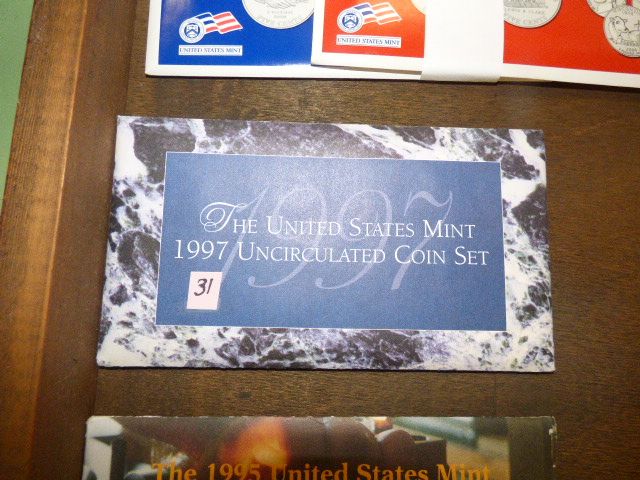 UNITED STATES MINT
UNITED STATES MINT
1997
THE UNITED STATES MINT
1997 UNCIRCULATED COIN SET
31
The 1995 United States Mint